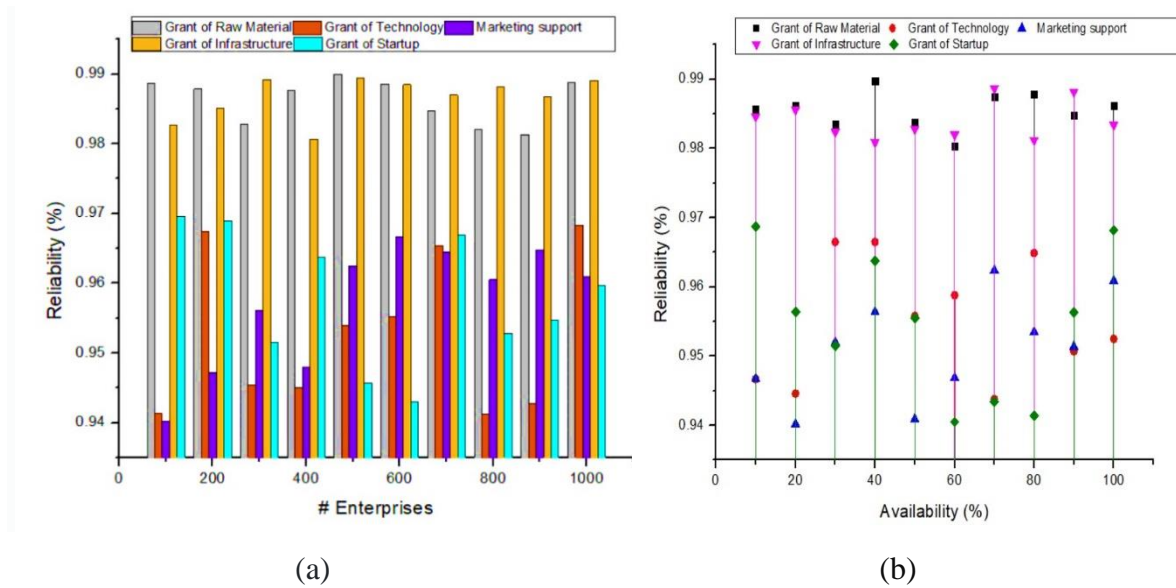 Grant of Raw Material Grant of Technology Marketing support
Grant of Infrastructure Grant of Startup
0.99
0.98
0.97
0.96
0.95
0.94
Reliability (%)
0 200 400 600 800 1000
# Enterprises
(a)
Grant of Raw Material Grant of Technology Marketing support
Grant of Infrastructure Grant of Startup
0.99
0.98
0.97
0.96
0.95
0.94
Reliability (%)
0 20 40 60 80 100
Availability (%)
(b)